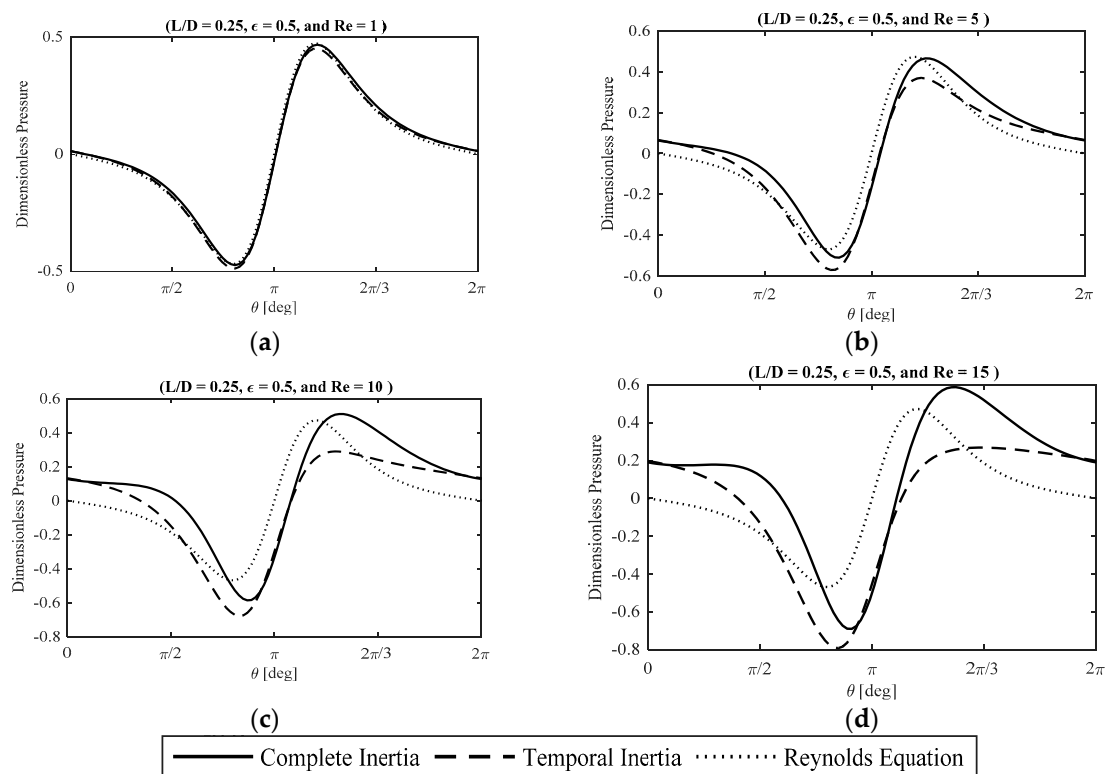 (L/D = 0.25, ϵ = 0.5, and Re = 1 )
Dimensionless Pressure
0.5
0
-0.5
0
π/2
π
2π/3
2π
θ [deg]
(a)
(L/D = 0.25, ϵ = 0.5, and Re = 5 )
Dimensionless Pressure
0.6
0.4
0.2
0
-0.2
-0.4
-0.6
0
π/2
π
2π/3
2π
θ [deg]
(b)
(L/D = 0.25, ϵ = 0.5, and Re = 10 )
Dimensionless Pressure
0.6
0.4
0.2
0
-0.2
-0.4
-0.6
-0.8
0
π/2
π
2π/3
2π
θ [deg]
(c)
(L/D = 0.25, ϵ = 0.5, and Re = 15 )
Dimensionless Pressure
0.6
0.4
0.2
0
-0.2
-0.4
-0.6
-0.8
0
π/2
π
2π/3
2π
θ [deg]
(d)
Complete Inertia
Temporal Inertia
Reynolds Equation